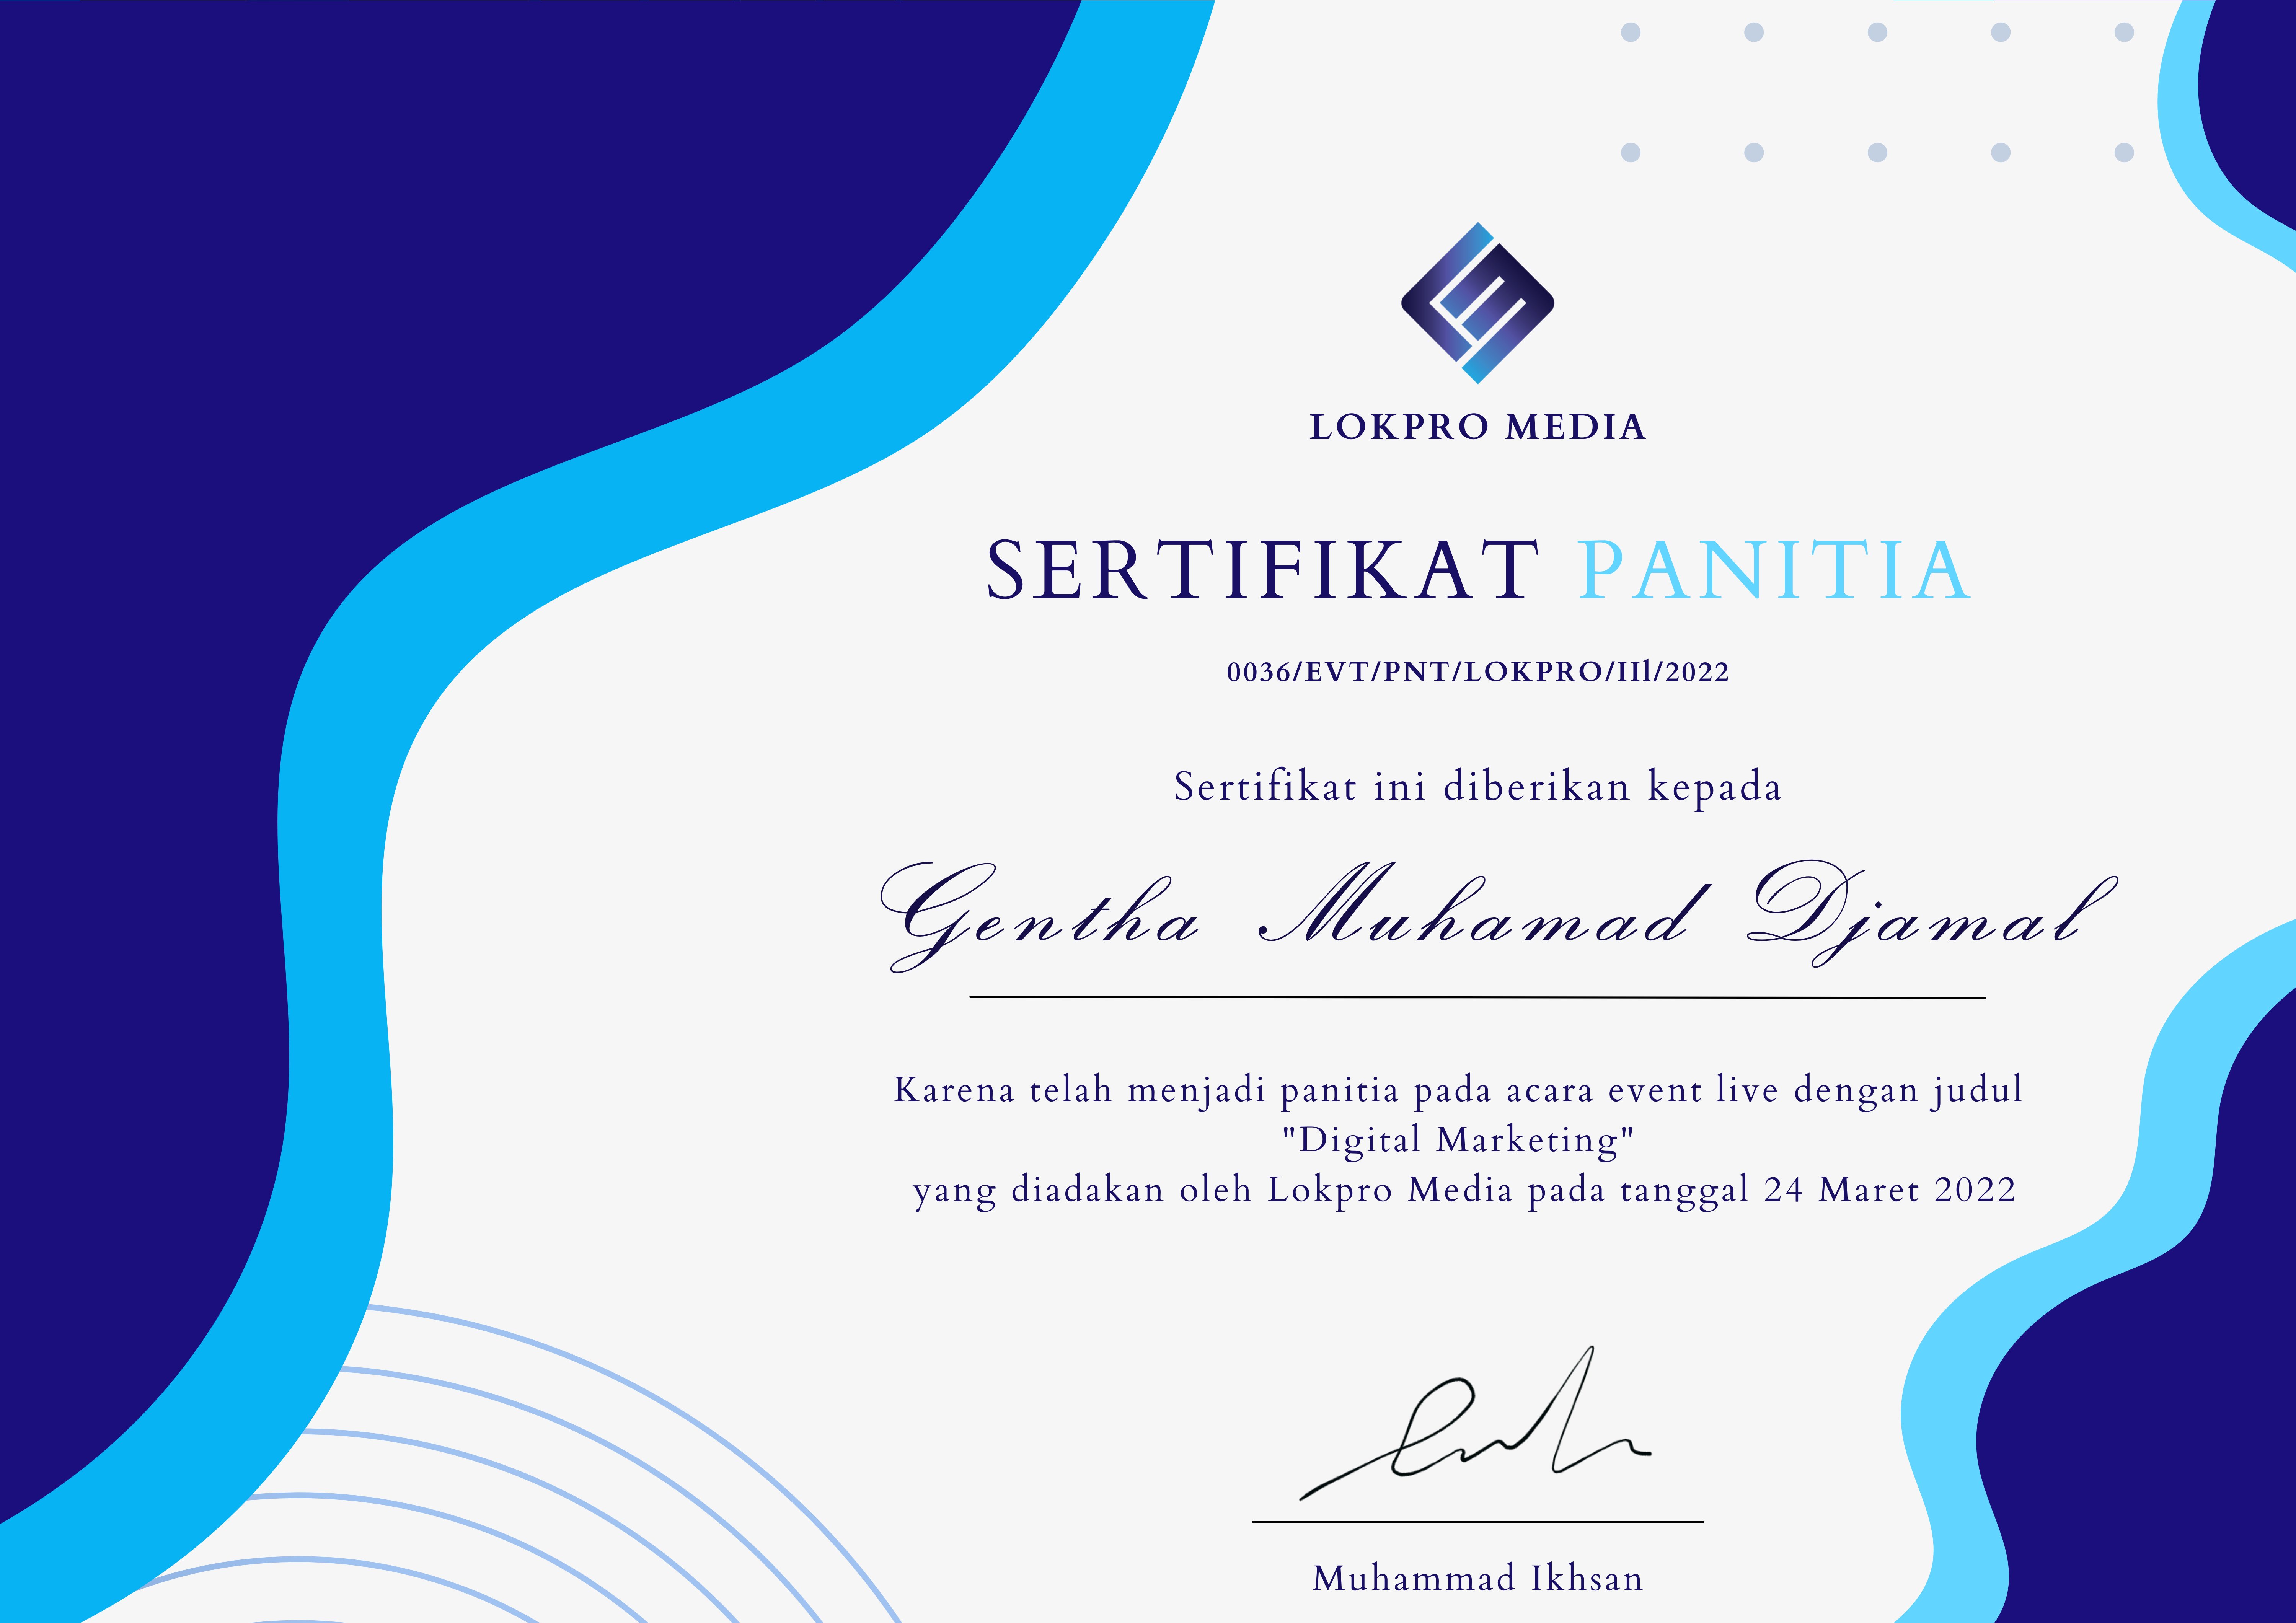 LOKPRO MEDIA
SERTIFIKAT PANITIA
0036/EVT/PNT/LOKPRO/IIl/2022
Sertifikat ini diberikan kepada
Gentha Muhamad Djamal
Karena telah menjadi panitia pada acara event live dengan judul
"Digital Marketing"
yang diadakan oleh Lokpro Media pada tanggal 24 Maret 2022
Muhammad Ikhsan